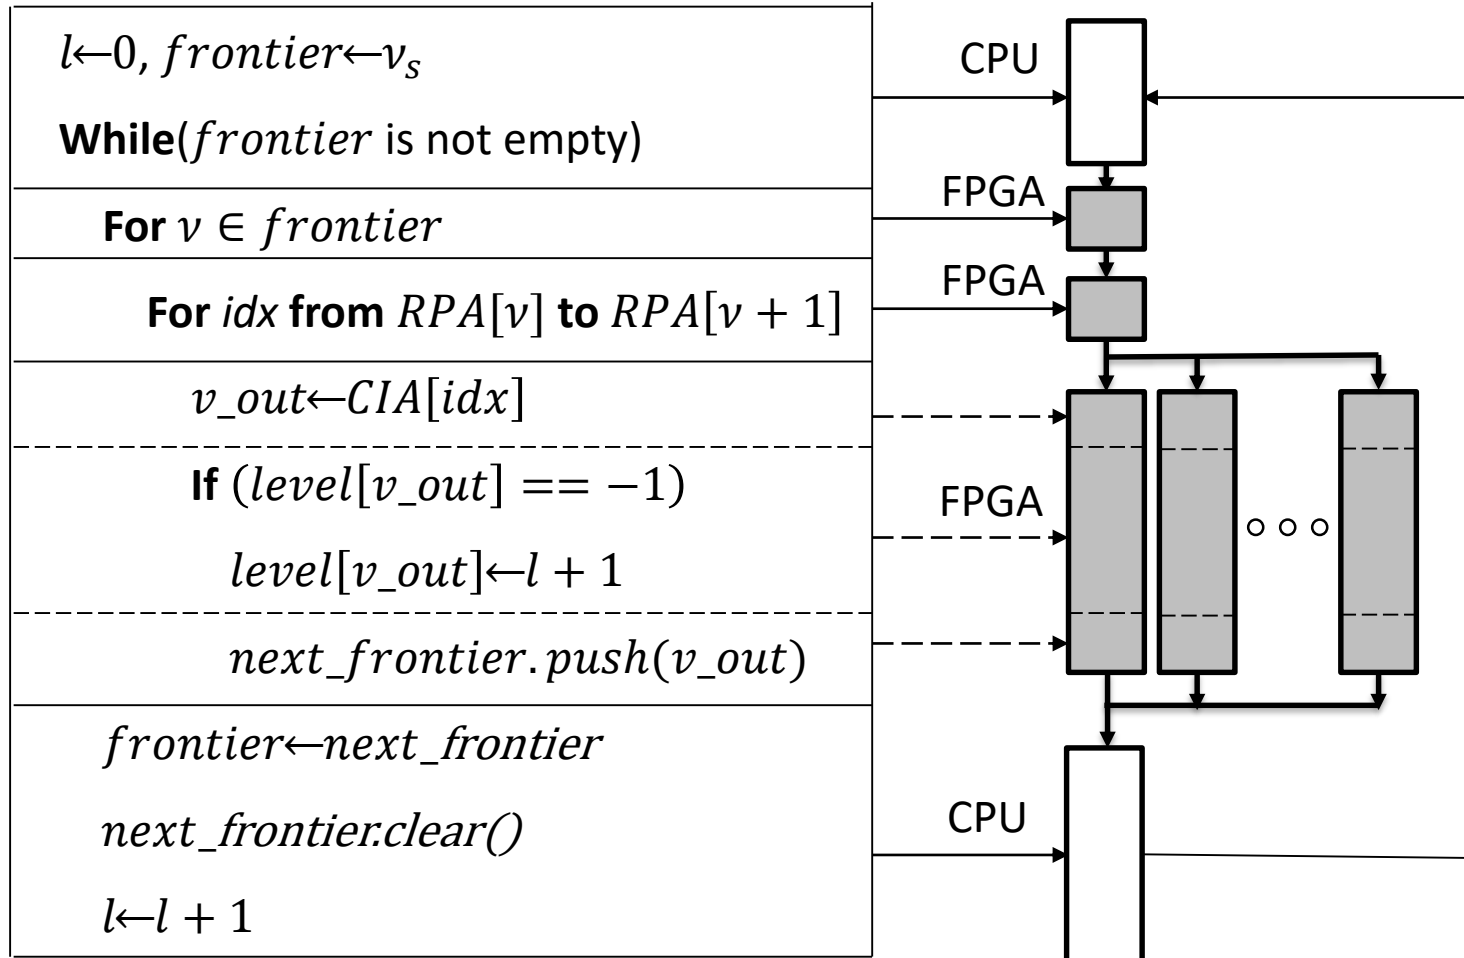 l←0, frontier←v_s
CPU
While(frontier is not empty)
FPGA
For v ∈ frontier
FPGA
For idx from RPA[v] to RPA[v + 1]
v_out←CIA[idx]
If (level[v_out] == −1)
FPGA
level[v_out]←l + 1
next_frontier.push(v_out)
frontier←next_frontier
CPU
next_frontier.clear()
l←l + 1